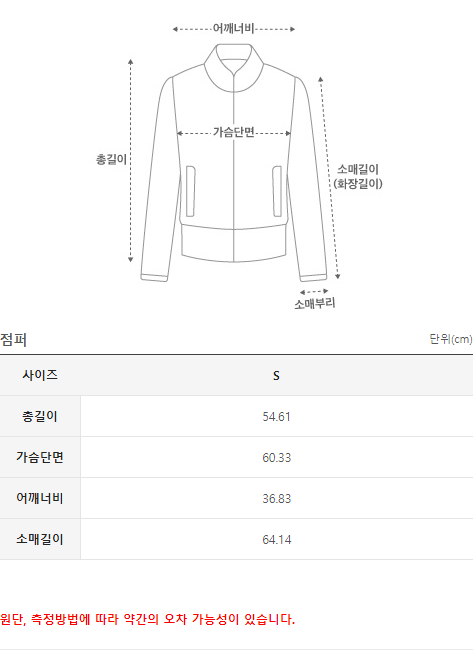 어깨너비
가슴단면
총길이
소매길이
(화장길이)
소매부리
점퍼 단위(cm)
사이즈 S
총길이 54.61
가슴단면 60.33
어깨너비 36.83
소매길이 64.14
원단, 측정방법에 따라 약간의 오차 가능성이 있습니다.